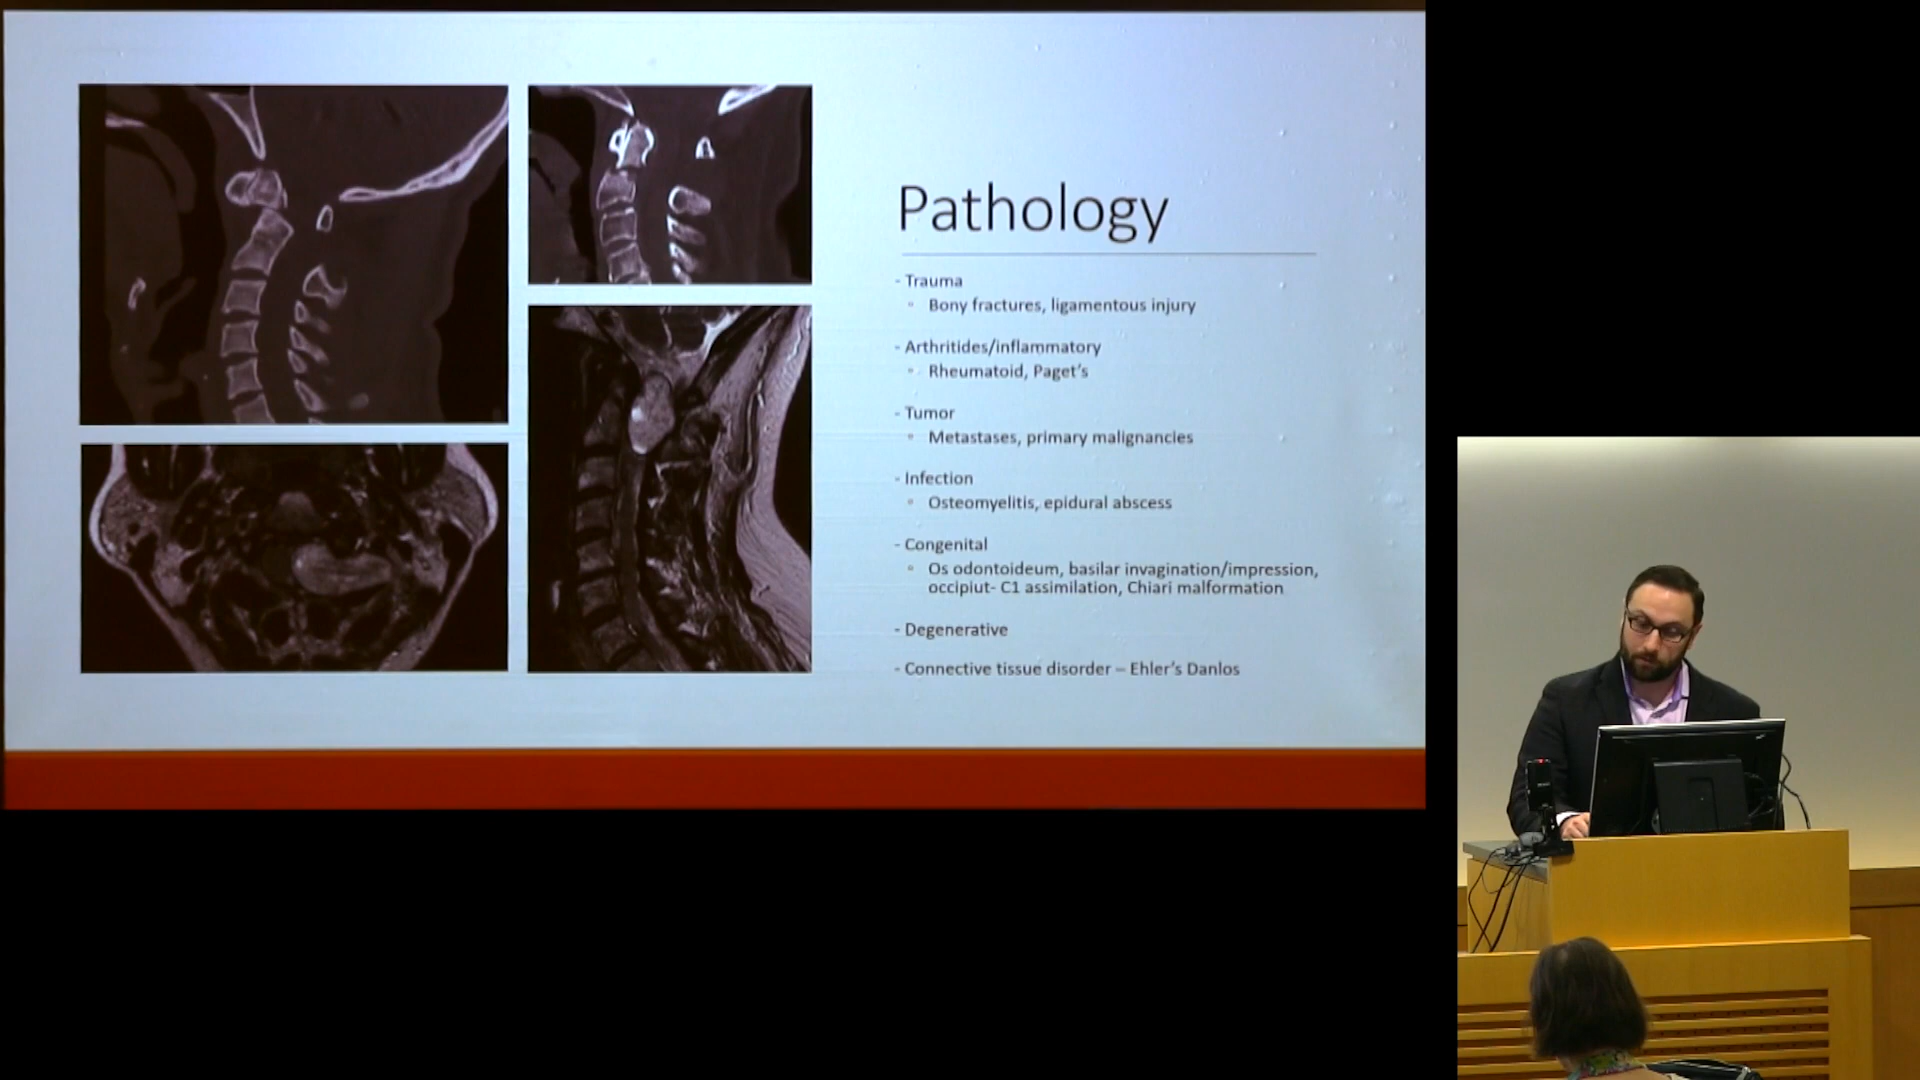 Pathology
- Trauma
◦ Bony fractures, ligamentous injury
- Arthritides/inflammatory
◦ Rheumatoid, Paget's
- Tumor
◦ Metastases, primary malignancies
- Infection
◦ Osteomyelitis, epidural abscess
- Congenital
◦ Os odontoideum, basilar invagination/impression,
occipiut- C1 assimilation, Chiari malformation
- Degenerative
- Connective tissue disorder – Ehler's Danlos